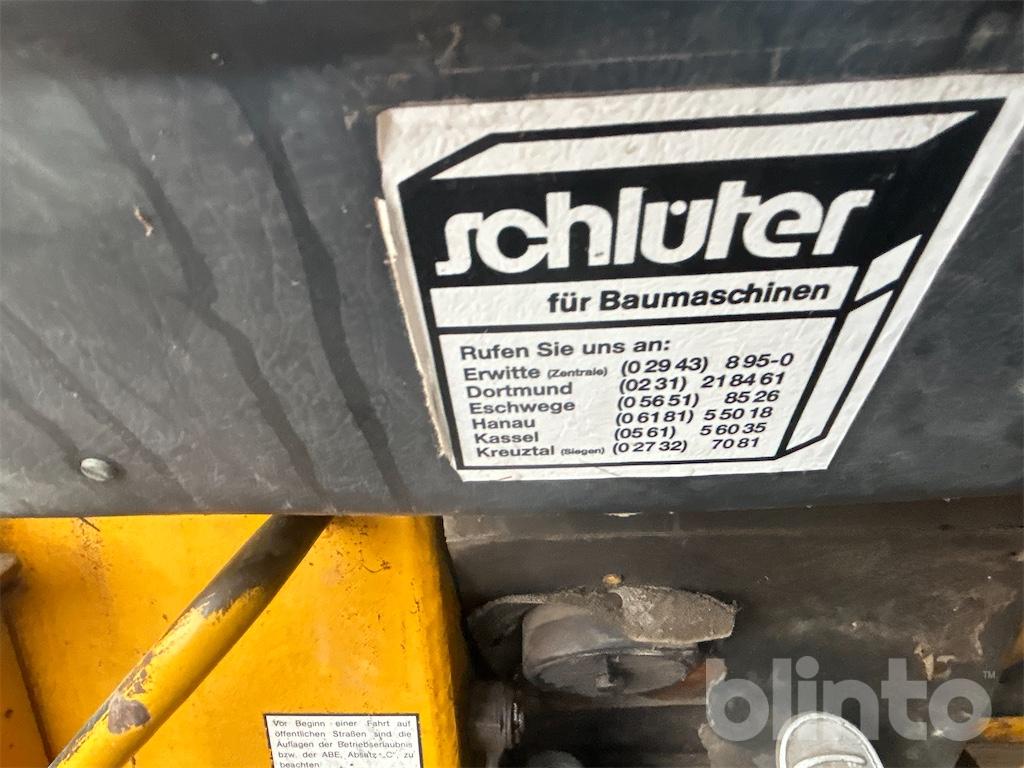 schlüter
für Baumaschinen
Rufen Sie uns an:
Erwitte (Zentrale) (0 29 43) 8 95-0
Dortmund (02 31) 21 84 61
Eschwege (0 56 51) 85 26
Hanau (0 61 81) 5 50 18
Kassel (05 61) 5 60 35
Kreuztal (Siegen) (0 27 32) 70 81
Vor Beginn einer Fahrt auf
öffentlichen Straßen sind die
Auflagen der Betriebserlaubnis
bzw. der ABE, Absatz „C", zu
beachten
blinto™